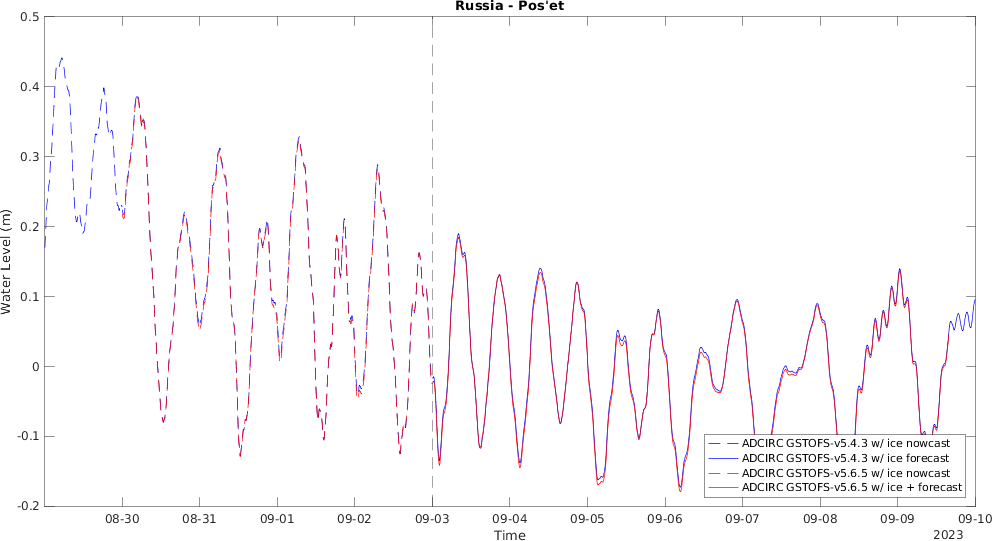 Russia - Pos'et
Water Level (m)
0.5
0.4
0.3
0.2
0.1
0
-0.1
-0.2
ADCIRC GSTOFS-v5.4.3 w/ ice nowcast
ADCIRC GSTOFS-v5.4.3 w/ ice forecast
ADCIRC GSTOFS-v5.6.5 w/ ice nowcast
ADCIRC GSTOFS-v5.6.5 w/ ice + forecast
08-30 08-31 09-01 09-02 09-03 09-04 09-05 09-06 09-07 09-08 09-09 09-10
Time
2023